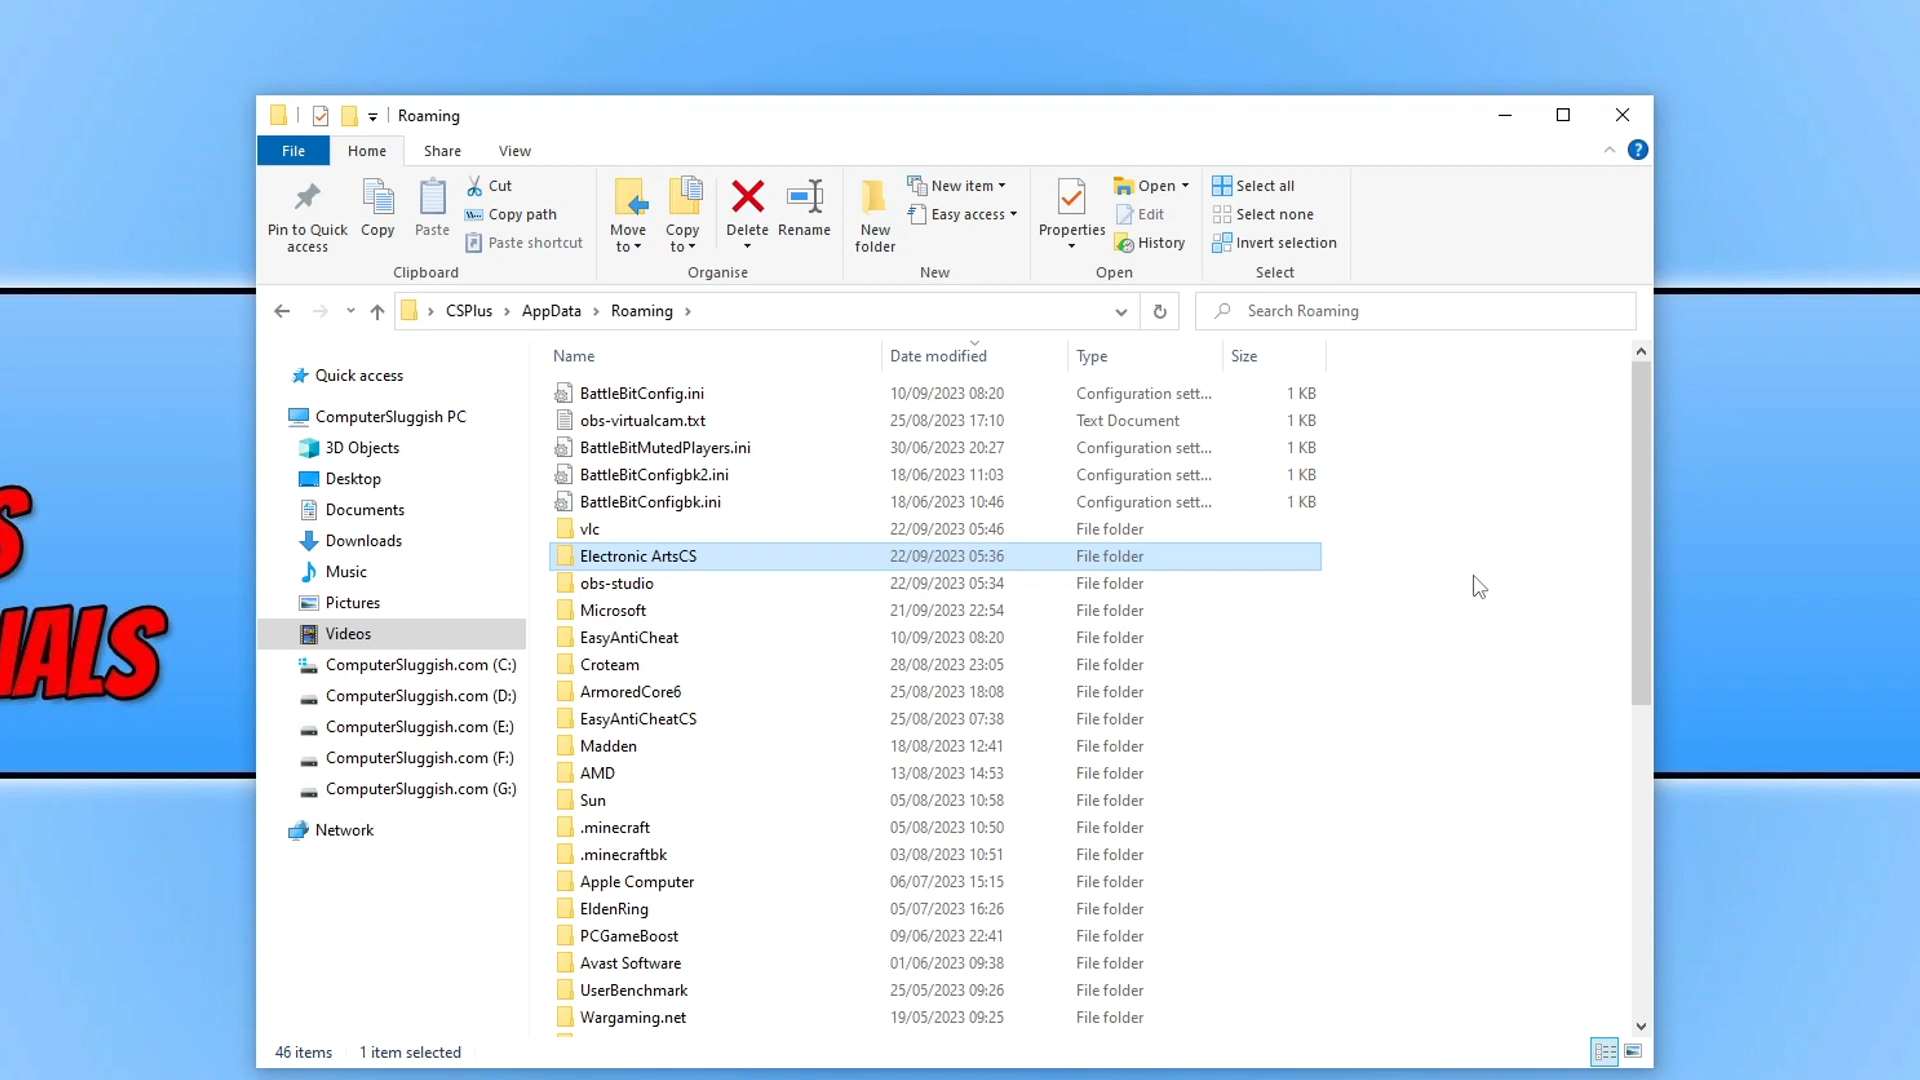 Roaming
File Home Share View
Pin to Quick access
Copy
Paste
Cut
Copy path
Paste shortcut
Clipboard
Move to
Copy to
Delete
Rename
Organise
New folder
New item
Easy access
New
Properties
Open
Edit
History
Open
Select all
Select none
Invert selection
Select
CSPlus AppData Roaming
Search Roaming
Quick access
ComputerSluggish PC
3D Objects
Desktop
Documents
Downloads
Music
Pictures
Videos
ComputerSluggish.com (C:)
ComputerSluggish.com (D:)
ComputerSluggish.com (E:)
ComputerSluggish.com (F:)
ComputerSluggish.com (G:)
Network
Name Date modified Type Size
BattleBitConfig.ini 10/09/2023 08:20 Configuration sett... 1 KB
obs-virtualcam.txt 25/08/2023 17:10 Text Document 1 KB
BattleBitMutedPlayers.ini 30/06/2023 20:27 Configuration sett... 1 KB
BattleBitConfigbk2.ini 18/06/2023 11:03 Configuration sett... 1 KB
BattleBitConfigbk.ini 18/06/2023 10:46 Configuration sett... 1 KB
vlc 22/09/2023 05:46 File folder
Electronic ArtsCS 22/09/2023 05:36 File folder
obs-studio 22/09/2023 05:34 File folder
Microsoft 21/09/2023 22:54 File folder
EasyAntiCheat 10/09/2023 08:20 File folder
Croteam 28/08/2023 23:05 File folder
ArmoredCore6 25/08/2023 18:08 File folder
EasyAntiCheatCS 25/08/2023 07:38 File folder
Madden 18/08/2023 12:41 File folder
AMD 13/08/2023 14:53 File folder
Sun 05/08/2023 10:58 File folder
.minecraft 05/08/2023 10:50 File folder
.minecraftbk 03/08/2023 10:51 File folder
Apple Computer 06/07/2023 15:15 File folder
EldenRing 05/07/2023 16:26 File folder
PCGameBoost 09/06/2023 22:41 File folder
Avast Software 01/06/2023 09:38 File folder
UserBenchmark 25/05/2023 09:26 File folder
Wargaming.net 19/05/2023 09:25 File folder
46 items 1 item selected
S
IALS